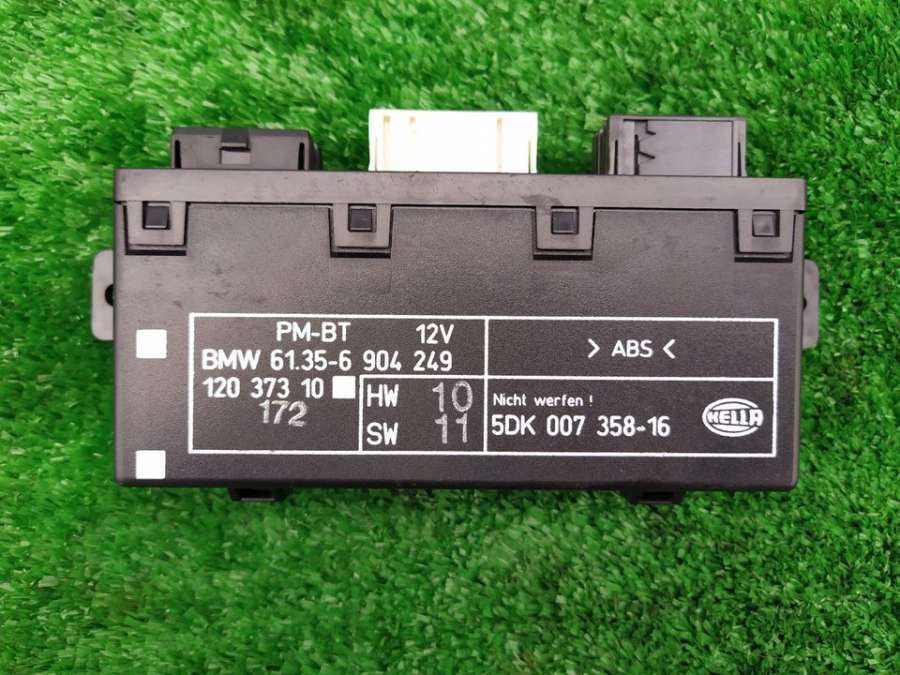 PM-BT 12V
BMW 61.35-6 904 249
120 373 10
172
HW 10
SW 11
> ABS <
Nicht werfen !
5DK 007 358-16
HELLA